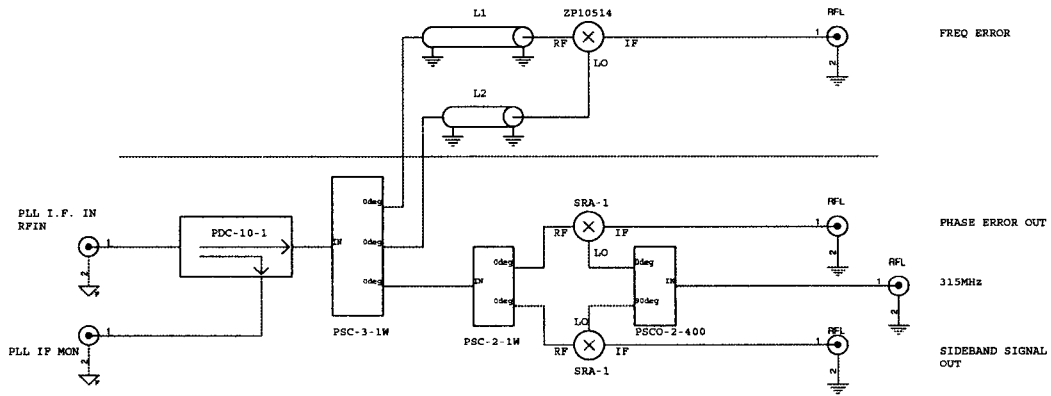 L1
ZP10514
RFL
FREQ ERROR
RF
IF
1
2
LO
L2
PLL I.F. IN
RFIN
1
2
PDC-10-1
IN
0deg
0deg
0deg
PSC-3-1W
SRA-1
RF
IF
LO
RFL
1
2
PHASE ERROR OUT
IN
0deg
0deg
PSC-2-1W
0deg
IN
90deg
PSCO-2-400
RFL
1
2
315MHz
PLL IF MON
1
2
LO
RF
IF
SRA-1
RFL
1
2
SIDEBAND SIGNAL
OUT